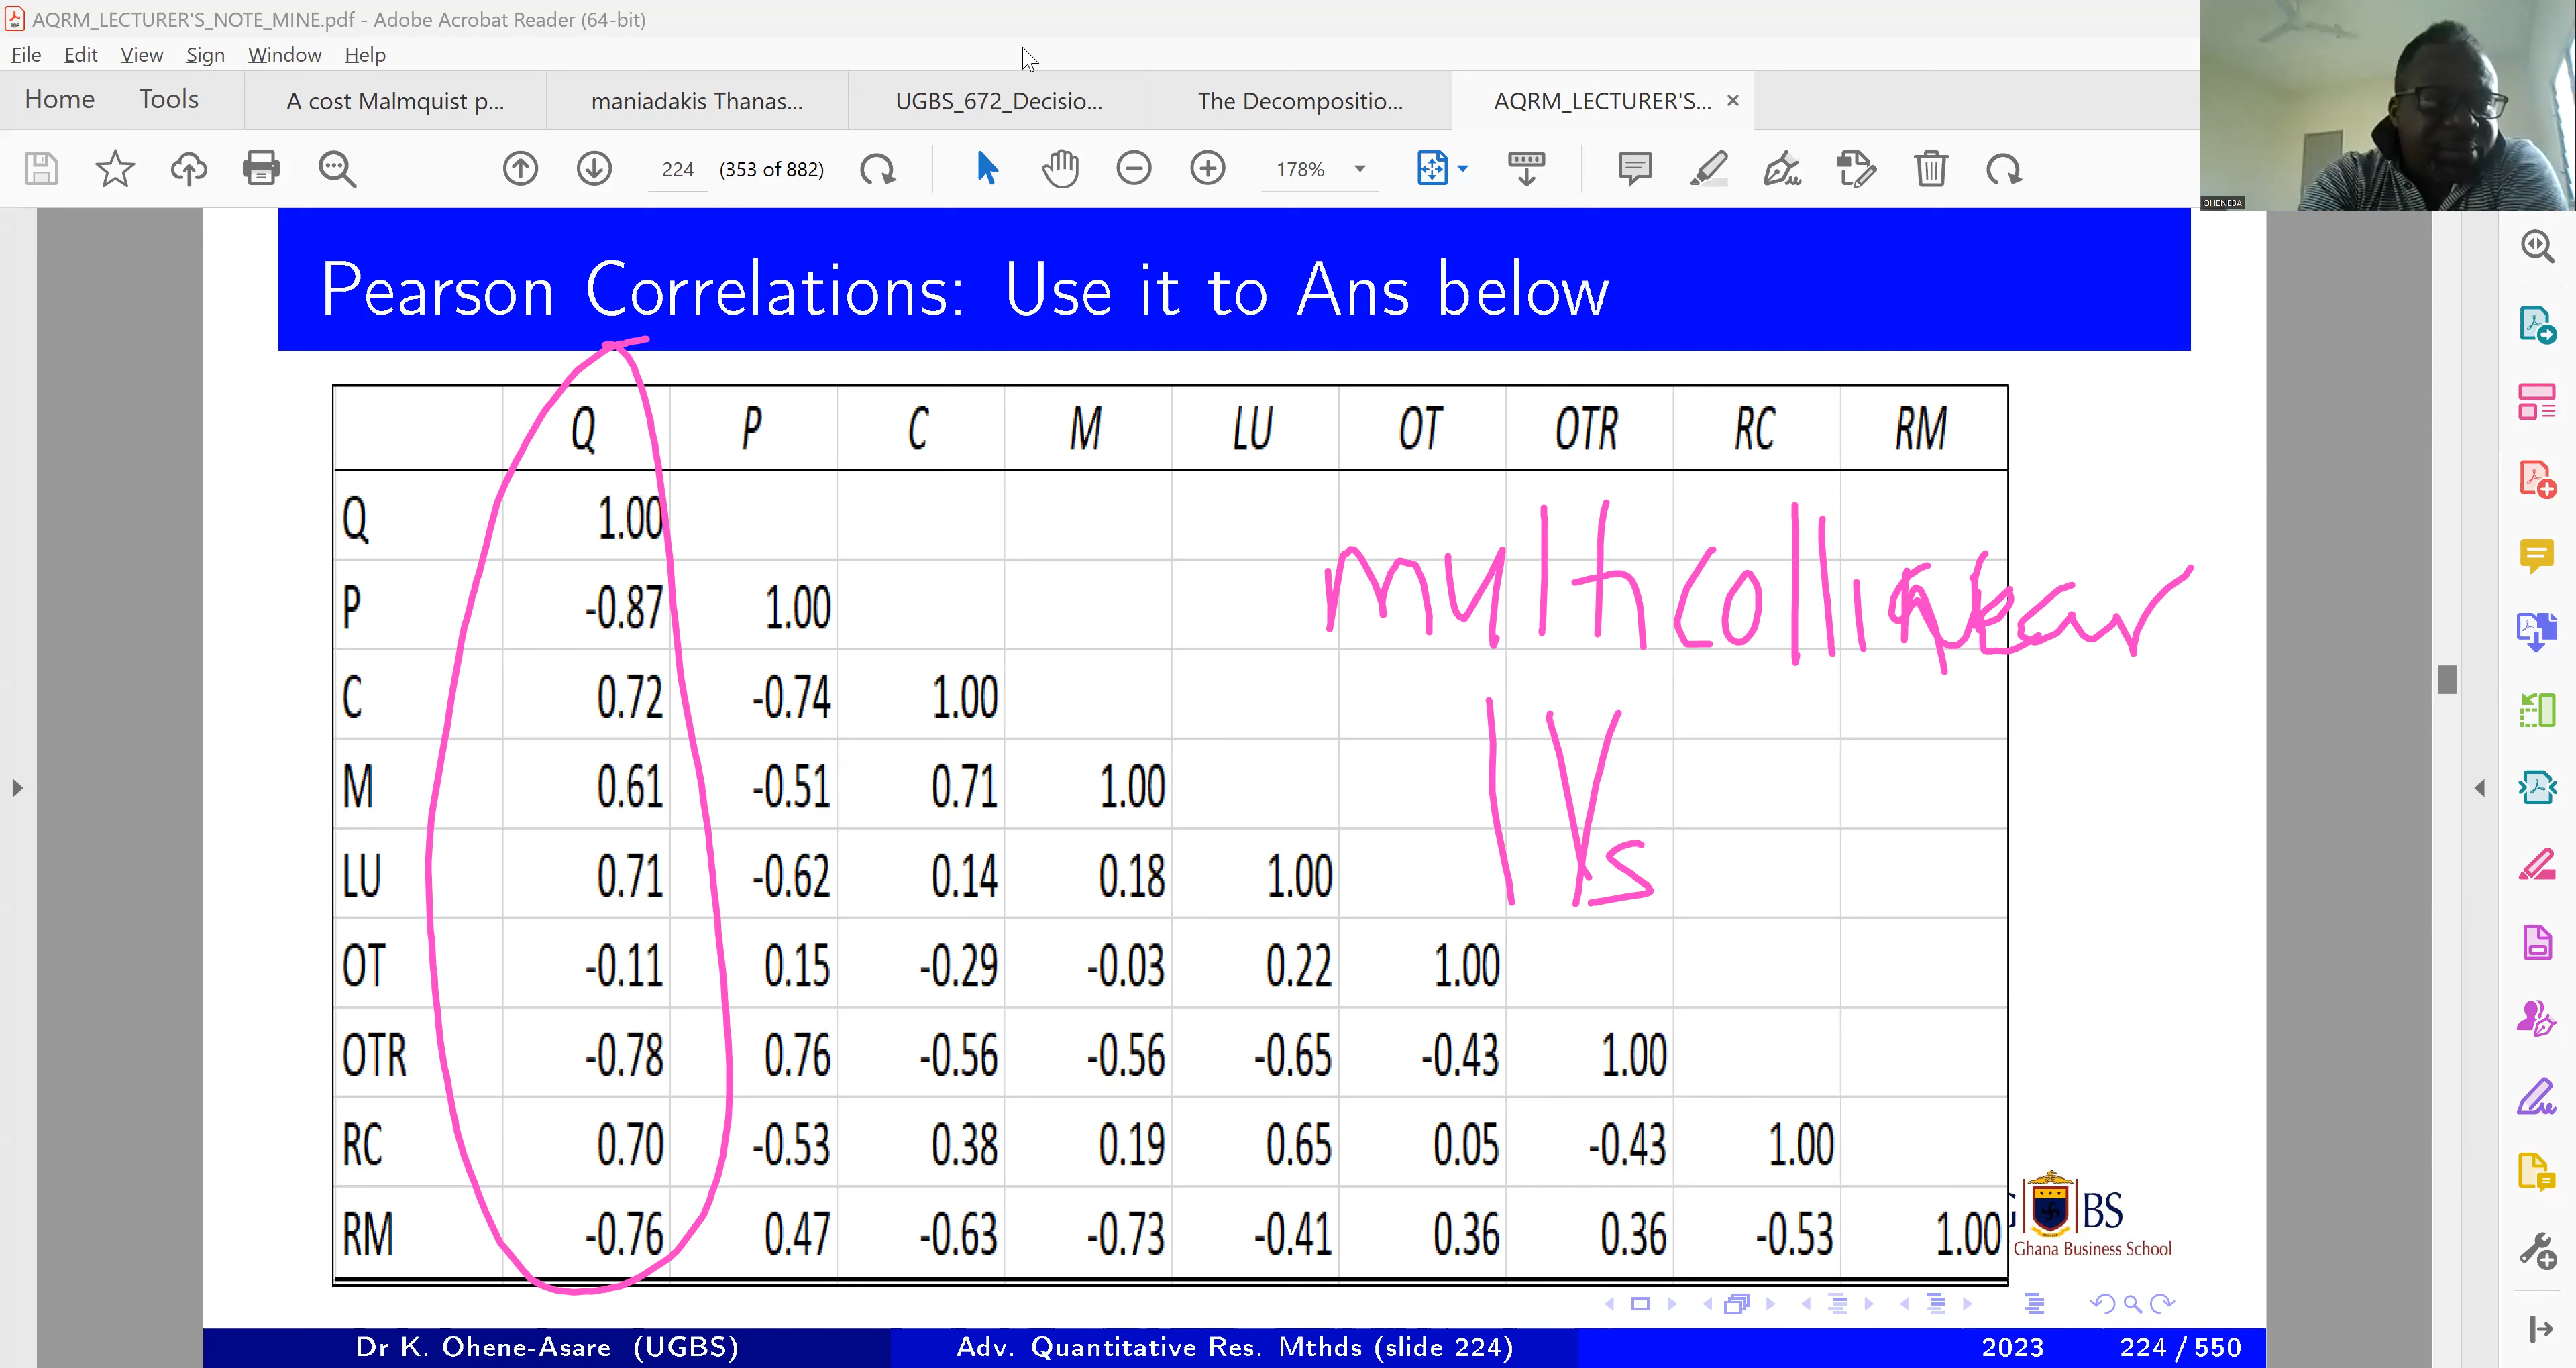 AQRM_LECTURER'S_NOTE_MINE.pdf - Adobe Acrobat Reader (64-bit)
File Edit View Sign Window Help
Home Tools A cost Malmquist p... maniadakis Thanas... UGBS_672_Decisio... The Decompositio... AQRM_LECTURER'S... ×
224 (353 of 882) 178%
OHENEBA
Pearson Correlations: Use it to Ans below
Q P C M LU OT OTR RC RM
Q 1.00
P -0.87 1.00
C 0.72 -0.74 1.00
M 0.61 -0.51 0.71 1.00
LU 0.71 -0.62 0.14 0.18 1.00
OT -0.11 0.15 -0.29 -0.03 0.22 1.00
OTR -0.78 0.76 -0.56 -0.56 -0.65 -0.43 1.00
RC 0.70 -0.53 0.38 0.19 0.65 0.05 -0.43 1.00
RM -0.76 0.47 -0.63 -0.73 -0.41 0.36 0.36 -0.53 1.00
IVs
BS
Ghana Business School
Dr K. Ohene-Asare (UGBS) Adv. Quantitative Res. Mthds (slide 224) 2023 224 / 550